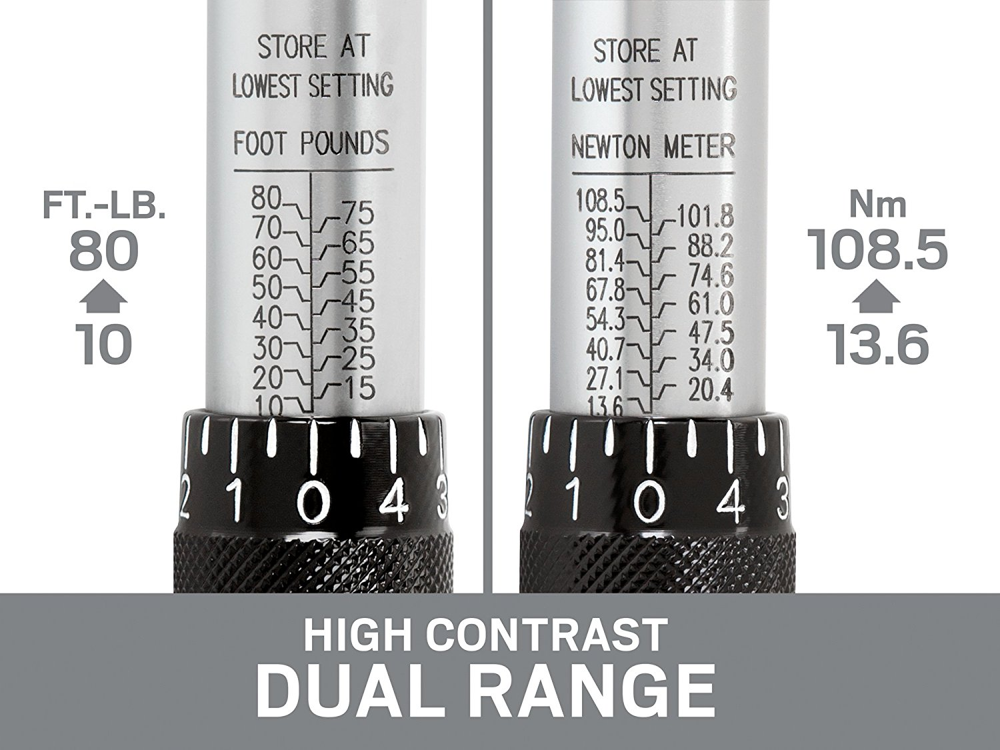 STORE AT
LOWEST SETTING
FOOT POUNDS
80
75
70
65
60
55
50
45
40
35
30
25
20
15
10
2 1 0 4 3
FT.-LB.
80
10
STORE AT
LOWEST SETTING
NEWTON METER
108.5
101.8
95.0
88.2
81.4
74.6
67.8
61.0
54.3
47.5
40.7
34.0
27.1
20.4
13.6
2 1 0 4 3
Nm
108.5
13.6
HIGH CONTRAST
DUAL RANGE